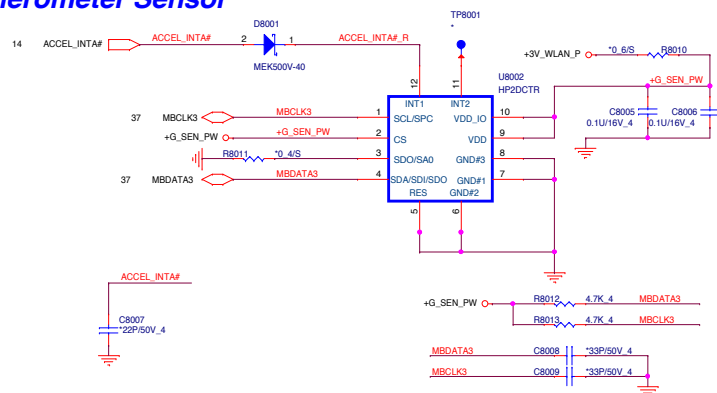 erometer Sensor
D8001
TP8001
*
14 ACCEL_INTA# ACCEL_INTA# 2 1 ACCEL_INTA#_R
MEK500V-40
+3V_WLAN_P *0_6/S R8010
12 11 U8002
HP2DCTR
+G_SEN_PW
INT1 INT2
37 MBCLK3 MBCLK3 1 SCL/SPC VDD_IO 10
C8005 C8006
0.1U/16V_4 0.1U/16V_4
+G_SEN_PW +G_SEN_PW 2 CS VDD 9
R8011 *0_4/S 3 SDO/SA0 GND#3 8
37 MBDATA3 MBDATA3 4 SDA/SDI/SDO GND#1 7
RES GND#2
5 6
ACCEL_INTA#
C8007
*22P/50V_4
+G_SEN_PW R8012 4.7K_4 MBDATA3
R8013 4.7K_4 MBCLK3
MBDATA3 C8008 *33P/50V_4
MBCLK3 C8009 *33P/50V_4